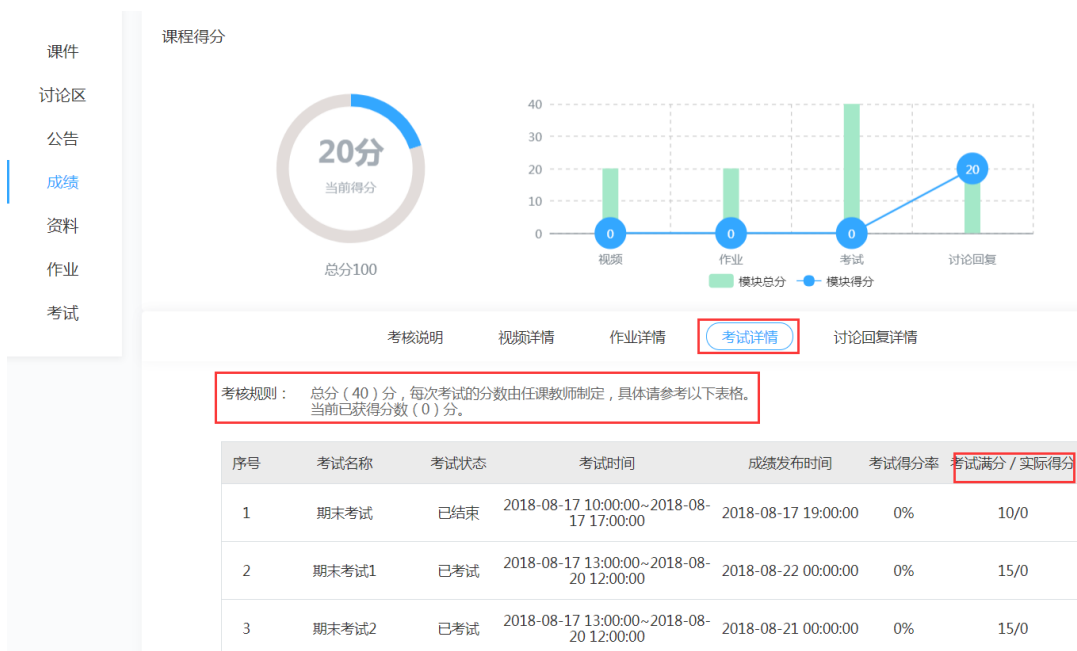 课件
讨论区
公告
成绩
资料
作业
考试
课程得分
20分
当前得分
总分100
40
30
20
10
0
0
0
0
20
视频
作业
考试
讨论回复
模块总分
模块得分
考核说明
视频详情
作业详情
考试详情
讨论回复详情
考核规则： 总分（40）分，每次考试的分数由任课教师制定，具体请参考以下表格。
当前已获得分数（0）分。
序号 考试名称 考试状态 考试时间 成绩发布时间 考试得分率 考试满分 / 实际得分
1 期末考试 已结束 2018-08-17 10:00:00~2018-08-17 17:00:00 2018-08-17 19:00:00 0% 10/0
2 期末考试1 已考试 2018-08-17 13:00:00~2018-08-20 12:00:00 2018-08-22 00:00:00 0% 15/0
3 期末考试2 已考试 2018-08-17 13:00:00~2018-08-20 12:00:00 2018-08-21 00:00:00 0% 15/0